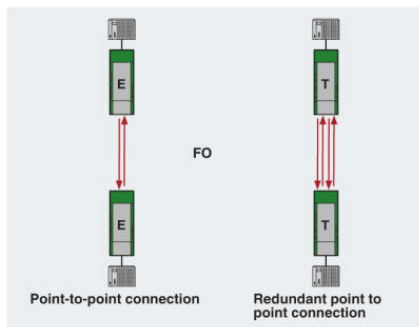 E
T
FO
E
T
Point-to-point connection
Redundant point to
point connection